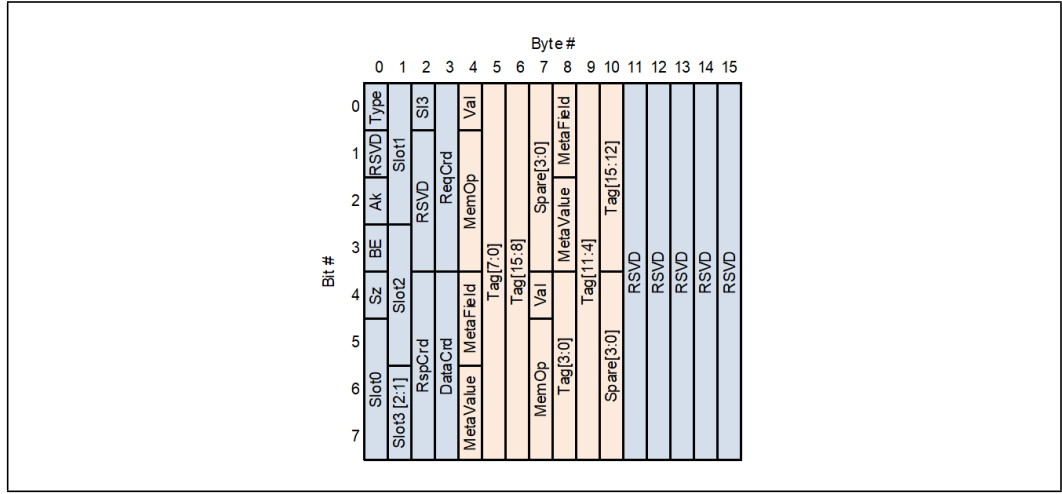 Byte #
0 1 2 3 4 5 6 7 8 9 10 11 12 13 14 15
Bit #
0
1
2
3
4
5
6
7
Type
RSVD
Ak
BE
Sz
Slot0
Slot1
Slot2
Slot3 [2:1]
Sl3
RSVD
RspCrd
ReqCrd
DataCrd
Val
MemOp
MetaField
MetaValue
Tag[7:0]
Tag[15:8]
Spare[3:0]
Val
MemOp
MetaField
MetaValue
Tag[3:0]
Tag[11:4]
Tag[15:12]
Spare[3:0]
RSVD
RSVD
RSVD
RSVD
RSVD